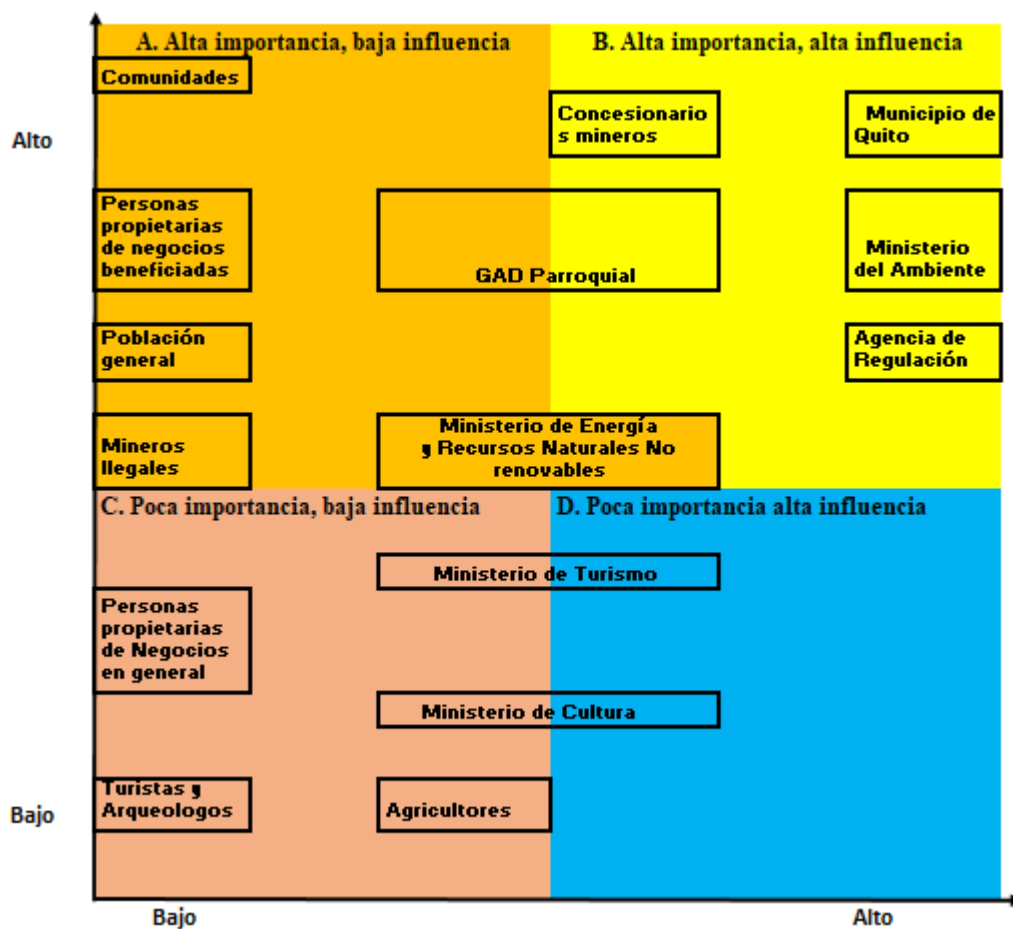 A. Alta importancia, baja influencia
B. Alta importancia, alta influencia
Comunidades
Concesionario
s mineros
Municipio de
Quito
Alto
Personas
propietarias
de negocios
beneficiadas
GAD Parroquial
Ministerio
del Ambiente
Población
general
Agencia de
Regulación
Mineros
Ilegales
Ministerio de Energía
y Recursos Naturales No
renovables
C. Poca importancia, baja influencia
D. Poca importancia alta influencia
Ministerio de Turismo
Personas
propietarias
de Negocios
en general
Ministerio de Cultura
Turistas y
Arqueologos
Agricultores
Bajo
Bajo
Alto